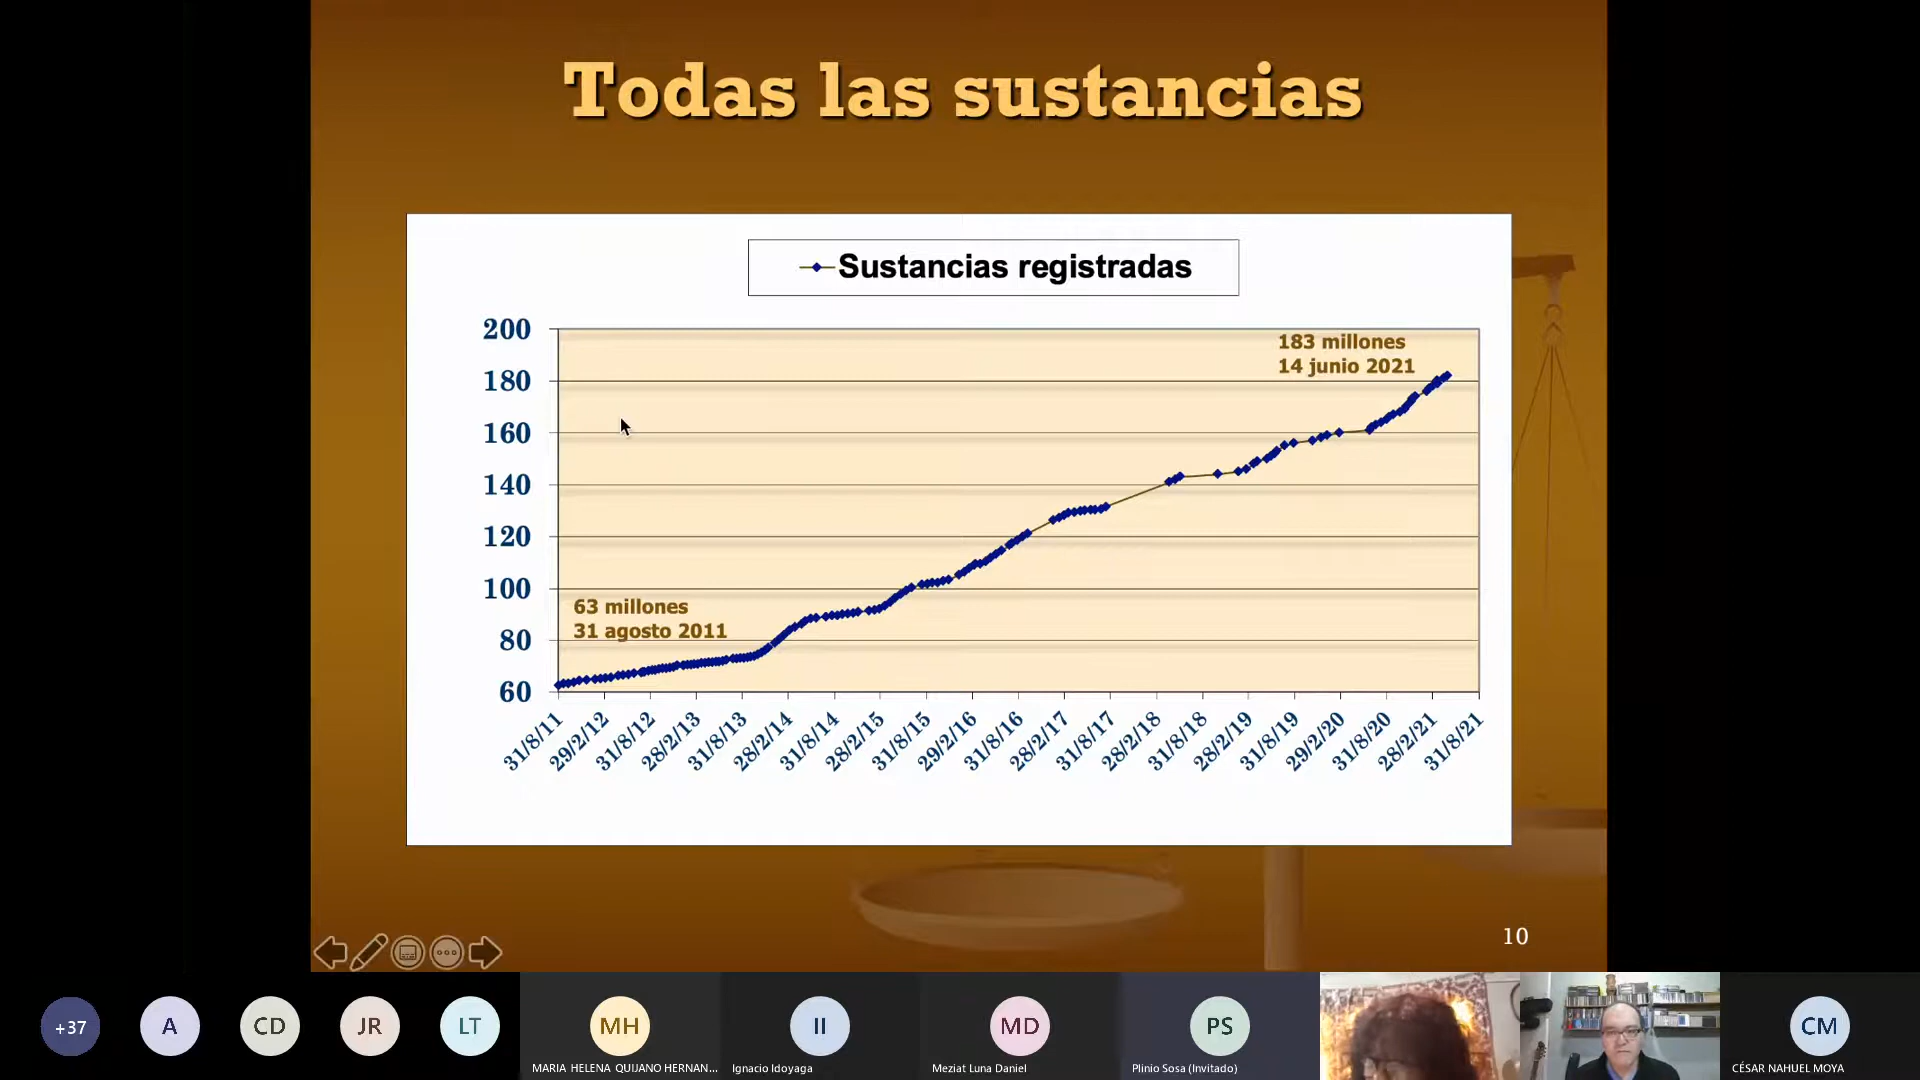 Todas las sustancias
Sustancias registradas
200
180
160
140
120
100
80
60
183 millones
14 junio 2021
63 millones
31 agosto 2011
31/8/11
29/2/12
31/8/12
28/2/13
31/8/13
28/2/14
31/8/14
28/2/15
31/8/15
29/2/16
31/8/16
28/2/17
31/8/17
28/2/18
31/8/18
28/2/19
31/8/19
29/2/20
31/8/20
28/2/21
31/8/21
10
+37
A
CD
JR
LT
MH
II
MD
PS
CM
MARIA HELENA QUIJANO HERNAN...
Ignacio Idoyaga
Meziat Luna Daniel
Plinio Sosa (Invitado)
CÉSAR NAHUEL MOYA